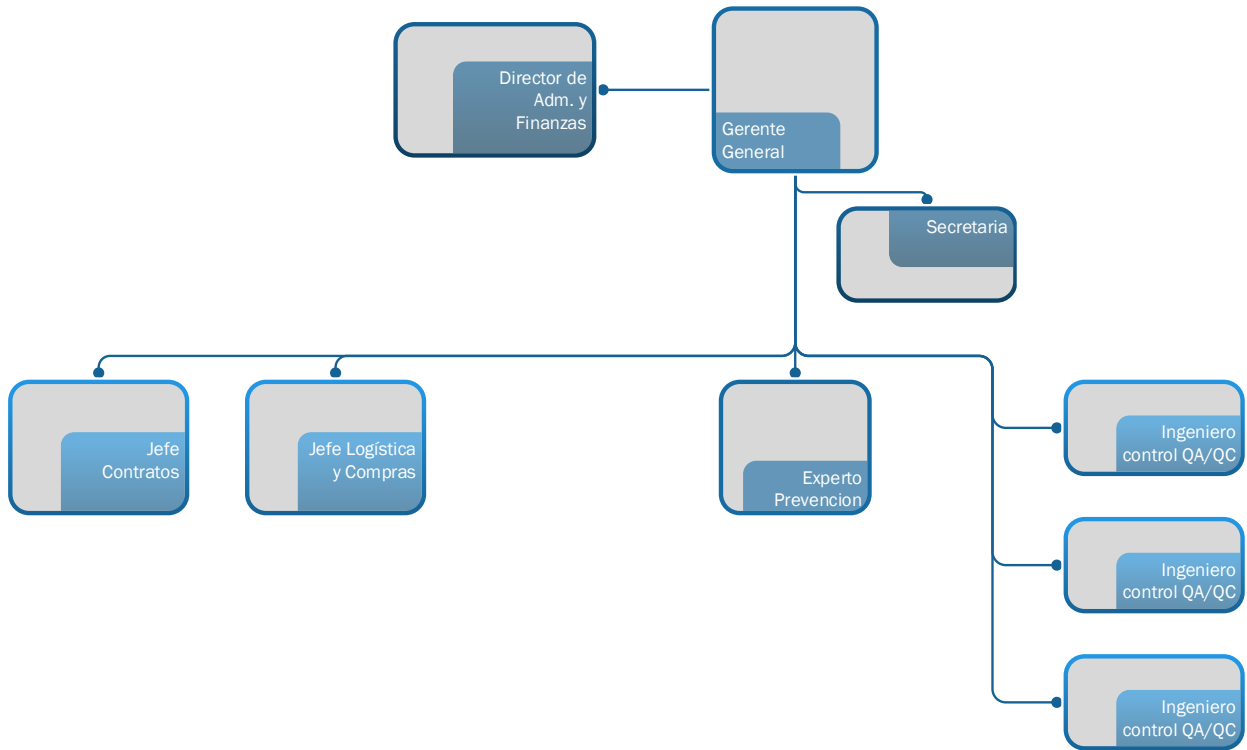 Director de
Adm. y
Finanzas
Gerente
General
Secretaria
Jefe
Contratos
Jefe Logística
y Compras
Experto
Prevencion
Ingeniero
control QA/QC
Ingeniero
control QA/QC
Ingeniero
control QA/QC